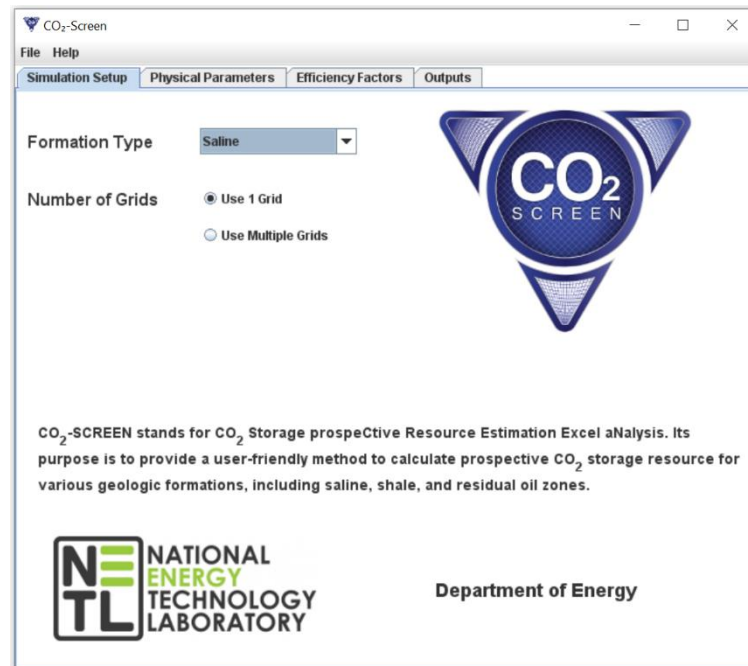 CO₂-Screen
File Help
Simulation Setup Physical Parameters Efficiency Factors Outputs
Formation Type Saline
CO₂
SCREEN
Number of Grids Use 1 Grid
Use Multiple Grids
CO₂-SCREEN stands for CO₂ Storage prospeCtive Resource Estimation Excel aNalysis. Its
purpose is to provide a user-friendly method to calculate prospective CO₂ storage resource for
various geologic formations, including saline, shale, and residual oil zones.
NETL
NATIONAL
ENERGY
TECHNOLOGY
LABORATORY
Department of Energy